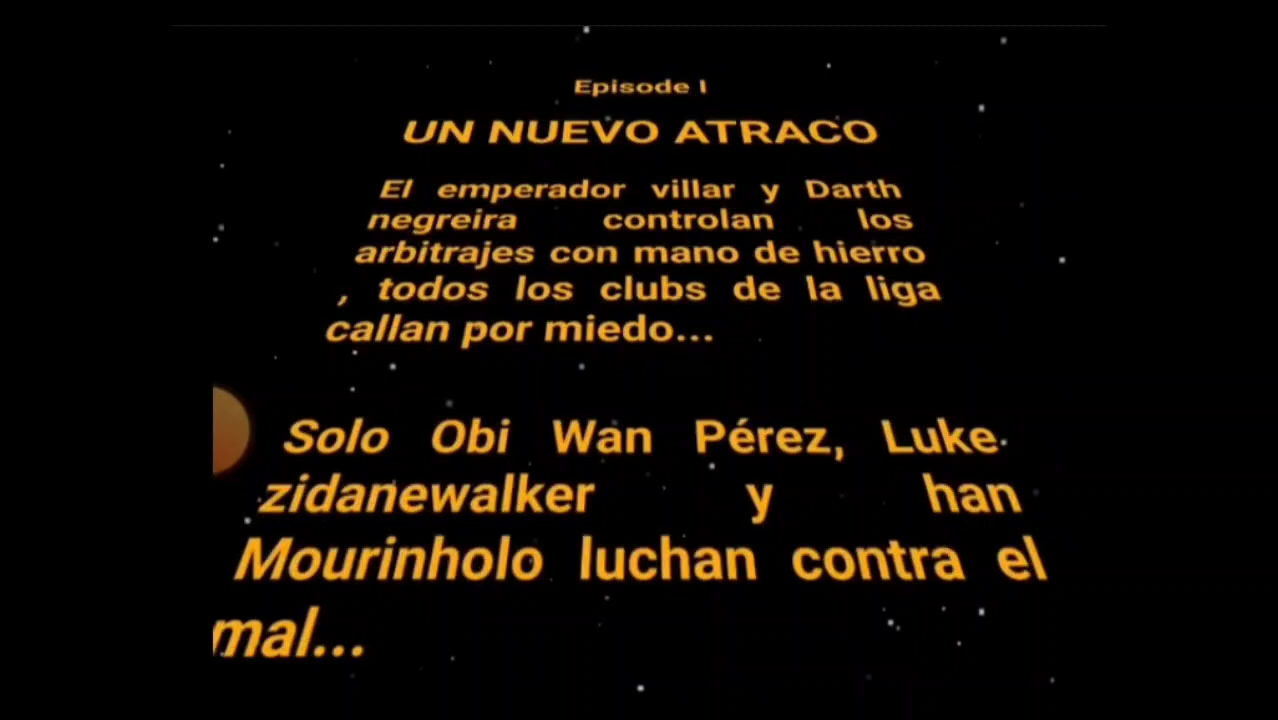 Episode I
UN NUEVO ATRACO
El emperador villar y Darth
negreira controlan los
arbitrajes con mano de hierro
, todos los clubs de la liga
callan por miedo...
Solo Obi Wan Pérez, Luke
zidanewalker y han
Mourinholo luchan contra el
mal...